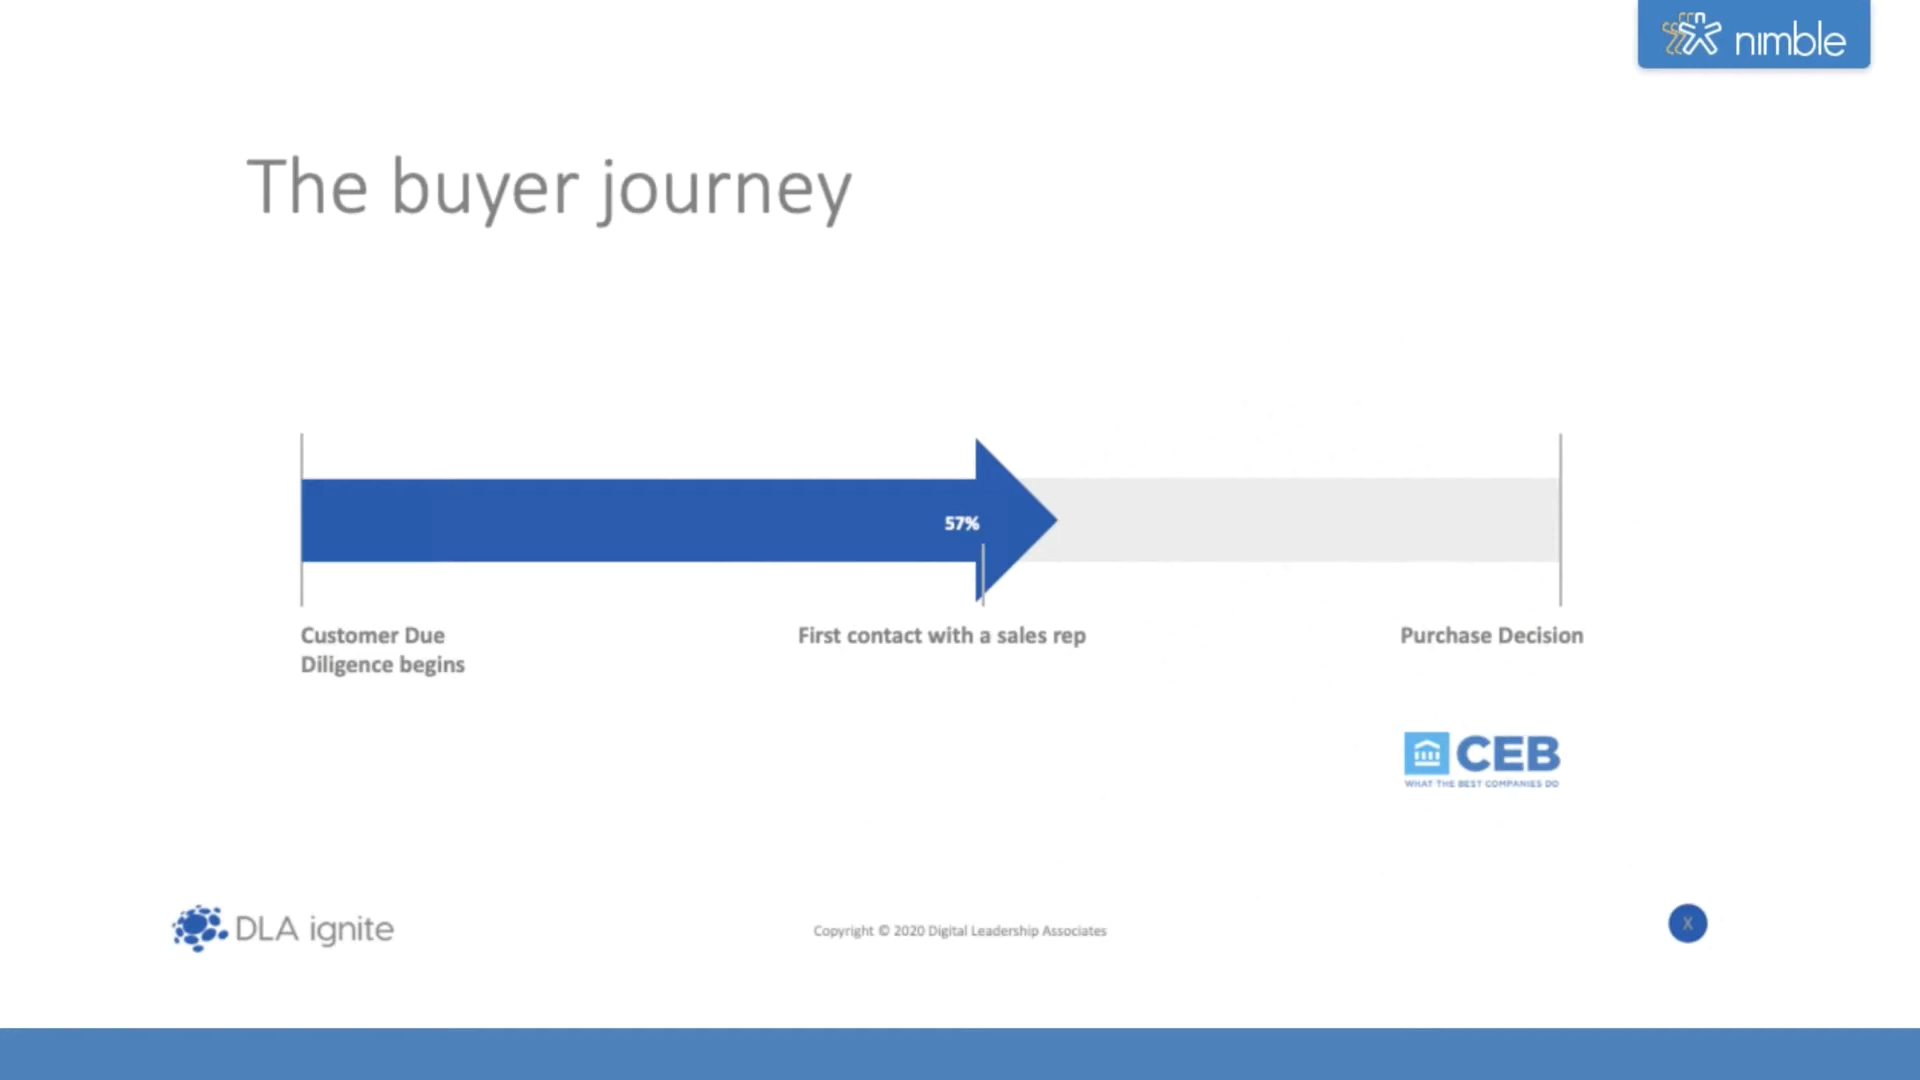 nimble
The buyer journey
57%
Customer Due
Diligence begins
First contact with a sales rep
Purchase Decision
CEB
WHAT THE BEST COMPANIES DO
DLA ignite
Copyright © 2020 Digital Leadership Associates
X